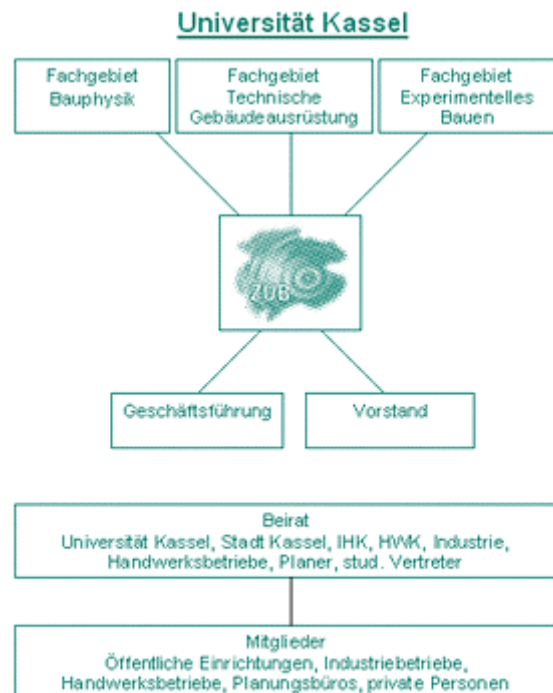 Universität Kassel
Fachgebiet
Bauphysik
Fachgebiet
Technische
Gebäudeausrüstung
Fachgebiet
Experimentelles
Bauen
ZUB
Geschäftsführung
Vorstand
Beirat
Universität Kassel, Stadt Kassel, IHK, HWK, Industrie,
Handwerksbetriebe, Planer, stud. Vertreter
Mitglieder
Öffentliche Einrichtungen, Industriebetriebe,
Handwerksbetriebe, Planungsbüros, private Personen